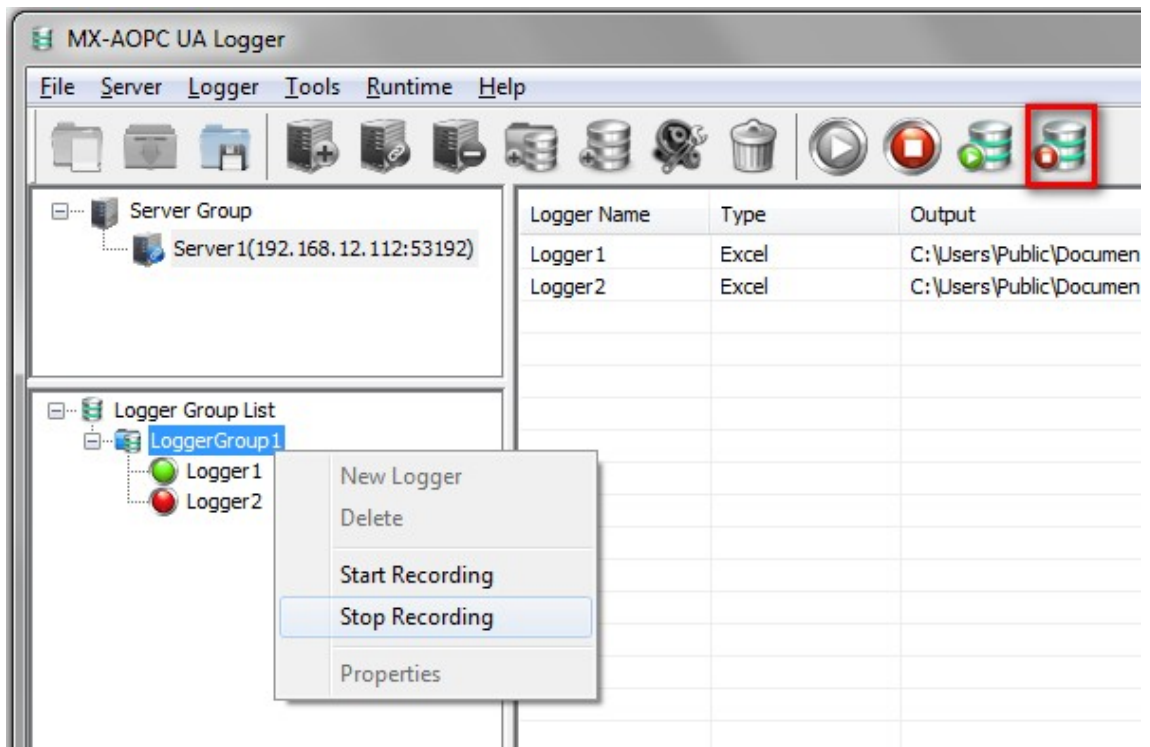 MX-AOPC UA Logger
File Server Logger Tools Runtime Help
Server Group
Server1(192.168.12.112:53192)
Logger Name Type Output
Logger1 Excel C:\Users\Public\Documen
Logger2 Excel C:\Users\Public\Documen
Logger Group List
LoggerGroup1
Logger1
Logger2
New Logger
Delete
Start Recording
Stop Recording
Properties